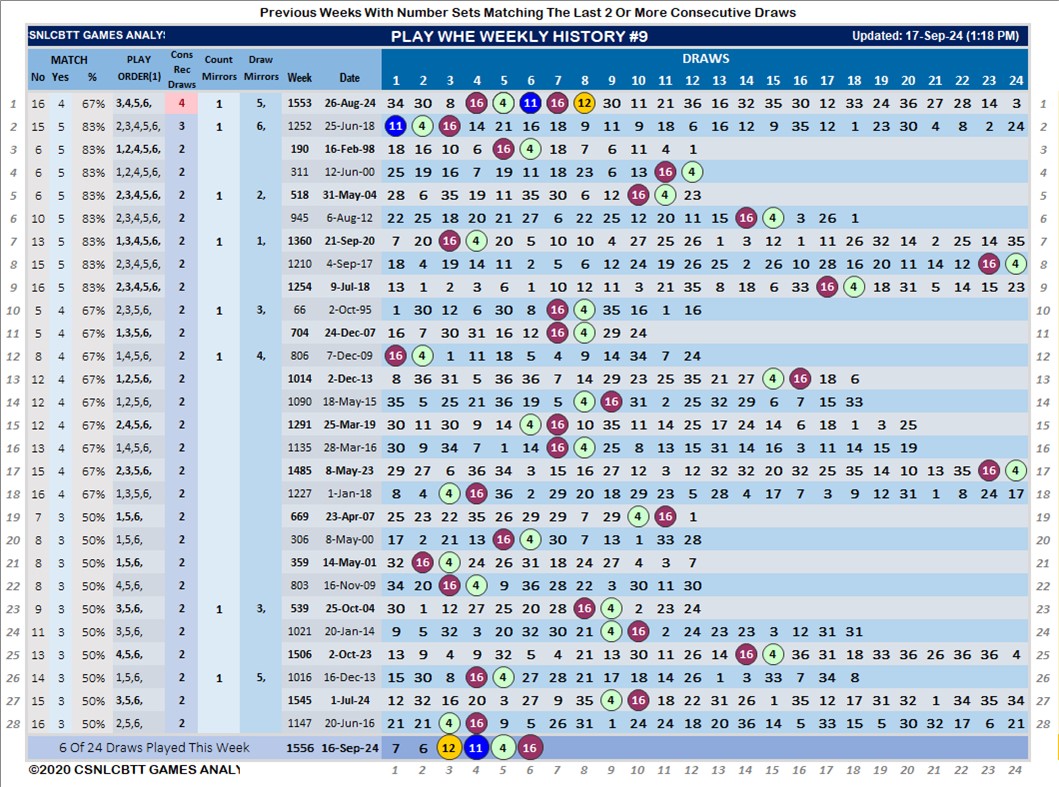 Previous Weeks With Number Sets Matching The Last 2 Or More Consecutive Draws
CSNLCBTT GAMES ANALY PLAY WHE WEEKLY HISTORY #9 Updated: 17-Sep-24 (1:18 PM)
MATCH PLAY Cons Count Draw DRAWS
No Yes % ORDER(1) Rec Draws Mirrors Mirrors Week Date 1 2 3 4 5 6 7 8 9 10 11 12 13 14 15 16 17 18 19 20 21 22 23 24
1 16 4 67% 3,4,5,6, 4 1 5, 1553 26-Aug-24 34 30 8 16 4 11 16 12 30 11 21 36 16 32 35 30 12 33 24 36 27 28 14 3 1
2 15 5 83% 2,3,4,5,6, 3 1 6, 1252 25-Jun-18 11 4 16 14 21 16 18 9 11 9 18 6 16 12 9 35 12 1 23 30 4 8 2 24 2
3 6 5 83% 1,2,4,5,6, 2 190 16-Feb-98 18 16 10 6 16 4 18 7 6 11 4 1 3
4 6 5 83% 1,2,4,5,6, 2 311 12-Jun-00 25 19 16 7 19 11 18 23 6 13 16 4 4
5 6 5 83% 2,3,4,5,6, 2 1 2, 518 31-May-04 28 6 35 19 11 35 30 6 12 16 4 23 5
6 10 5 83% 2,3,4,5,6, 2 945 6-Aug-12 22 25 18 20 21 27 6 22 25 12 20 11 15 16 4 3 26 1 6
7 13 5 83% 1,3,4,5,6, 2 1 1, 1360 21-Sep-20 7 20 16 4 20 5 10 10 4 27 25 26 1 3 12 1 11 26 32 14 2 25 14 35 7
8 15 5 83% 2,3,4,5,6, 2 1210 4-Sep-17 18 4 19 14 11 2 5 6 12 24 19 26 25 2 26 10 28 16 20 11 14 12 16 4 8
9 16 5 83% 2,3,4,5,6, 2 1254 9-Jul-18 13 1 2 3 6 1 10 12 11 3 21 35 8 18 6 33 16 4 18 31 5 14 15 23 9
10 5 4 67% 2,3,5,6, 2 1 3, 66 2-Oct-95 1 30 12 6 30 8 16 4 35 16 1 16 10
11 5 4 67% 1,3,5,6, 2 704 24-Dec-07 16 7 30 31 16 12 16 4 29 24 11
12 8 4 67% 1,4,5,6, 2 1 4, 806 7-Dec-09 16 4 1 11 18 5 4 9 14 34 7 24 12
13 12 4 67% 1,2,5,6, 2 1014 2-Dec-13 8 36 31 5 36 36 7 14 29 23 25 35 21 27 4 16 18 6 13
14 12 4 67% 1,2,5,6, 2 1090 18-May-15 35 5 25 21 36 19 5 4 16 31 2 25 32 29 6 7 15 33 14
15 12 4 67% 2,4,5,6, 2 1291 25-Mar-19 30 11 30 9 14 4 16 10 35 11 14 25 17 24 14 6 18 1 3 25 15
16 13 4 67% 1,4,5,6, 2 1135 28-Mar-16 30 9 34 7 1 14 16 4 25 8 13 15 31 14 16 3 11 14 15 19 16
17 15 4 67% 2,3,5,6, 2 1485 8-May-23 29 27 6 36 34 3 15 16 27 12 3 12 32 32 20 32 25 35 14 10 13 35 16 4 17
18 16 4 67% 1,3,5,6, 2 1227 1-Jan-18 8 4 4 16 36 2 29 20 18 29 23 5 28 4 17 7 3 9 12 31 1 8 24 17 18
19 7 3 50% 1,5,6, 2 669 23-Apr-07 25 23 22 35 26 29 29 7 29 4 16 1 19
20 8 3 50% 1,5,6, 2 306 8-May-00 17 2 21 13 16 4 30 7 13 1 33 28 20
21 8 3 50% 1,5,6, 2 359 14-May-01 32 16 4 24 26 31 18 24 27 4 3 7 21
22 8 3 50% 4,5,6, 2 803 16-Nov-09 34 20 16 4 9 36 28 22 3 30 11 30 22
23 9 3 50% 3,5,6, 2 1 3, 539 25-Oct-04 30 1 12 27 25 20 28 16 4 2 23 24 23
24 11 3 50% 3,5,6, 2 1021 20-Jan-14 9 5 32 3 20 32 30 21 4 16 2 24 23 23 3 12 31 31 24
25 13 3 50% 4,5,6, 2 1506 2-Oct-23 13 9 4 9 32 5 4 21 13 30 11 26 14 16 4 36 31 18 33 36 26 36 36 4 25
26 14 3 50% 1,5,6, 2 1 5, 1016 16-Dec-13 15 30 8 16 4 27 28 21 17 18 14 26 1 3 33 7 34 8 26
27 15 3 50% 3,5,6, 2 1545 1-Jul-24 12 32 16 20 3 27 9 35 4 16 18 22 31 26 1 35 12 17 31 32 1 34 35 34 27
28 16 3 50% 2,5,6, 2 1147 20-Jun-16 21 21 4 16 9 5 26 31 1 24 24 18 20 36 14 5 33 15 5 30 32 17 6 21 28
6 Of 24 Draws Played This Week 1556 16-Sep-24 7 6 12 11 4 16
©2020 CSNLCBTT GAMES ANALY 1 2 3 4 5 6 7 8 9 10 11 12 13 14 15 16 17 18 19 20 21 22 23 24